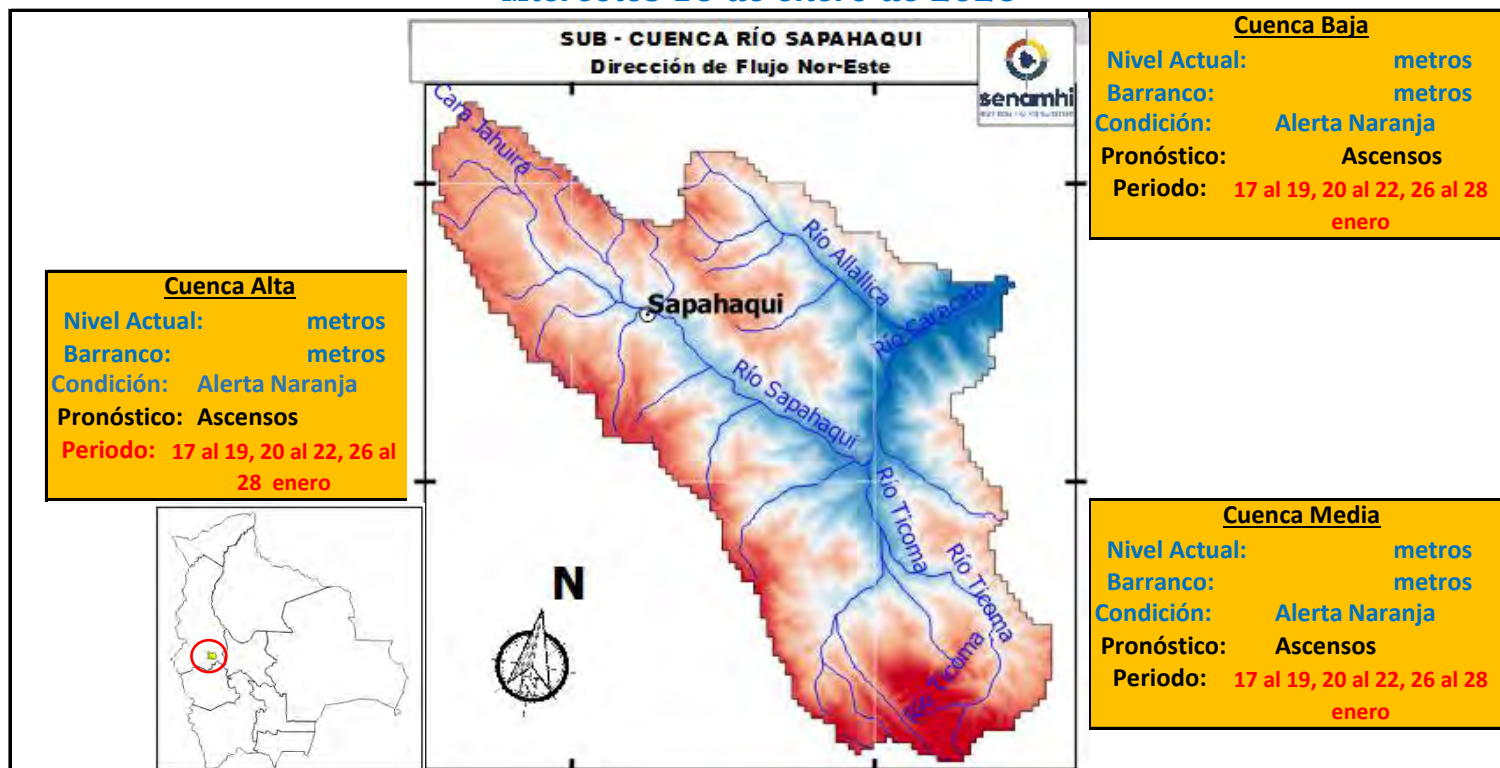 SUB - CUENCA RÍO SAPAHAQUI
Dirección de Flujo Nor-Este
senamhi
Cuenca Baja
Nivel Actual: metros
Barranco: metros
Condición: Alerta Naranja
Pronóstico: Ascensos
Periodo: 17 al 19, 20 al 22, 26 al 28
enero
Cuenca Alta
Nivel Actual: metros
Barranco: metros
Condición: Alerta Naranja
Pronóstico: Ascensos
Periodo: 17 al 19, 20 al 22, 26 al
28 enero
Cara Jahuira
Río Allallica
Sapahaqui
Río Caracato
Río Sapahaqui
Río Ticoma
Río Ticoma
Río Ticoma
N
Cuenca Media
Nivel Actual: metros
Barranco: metros
Condición: Alerta Naranja
Pronóstico: Ascensos
Periodo: 17 al 19, 20 al 22, 26 al 28
enero